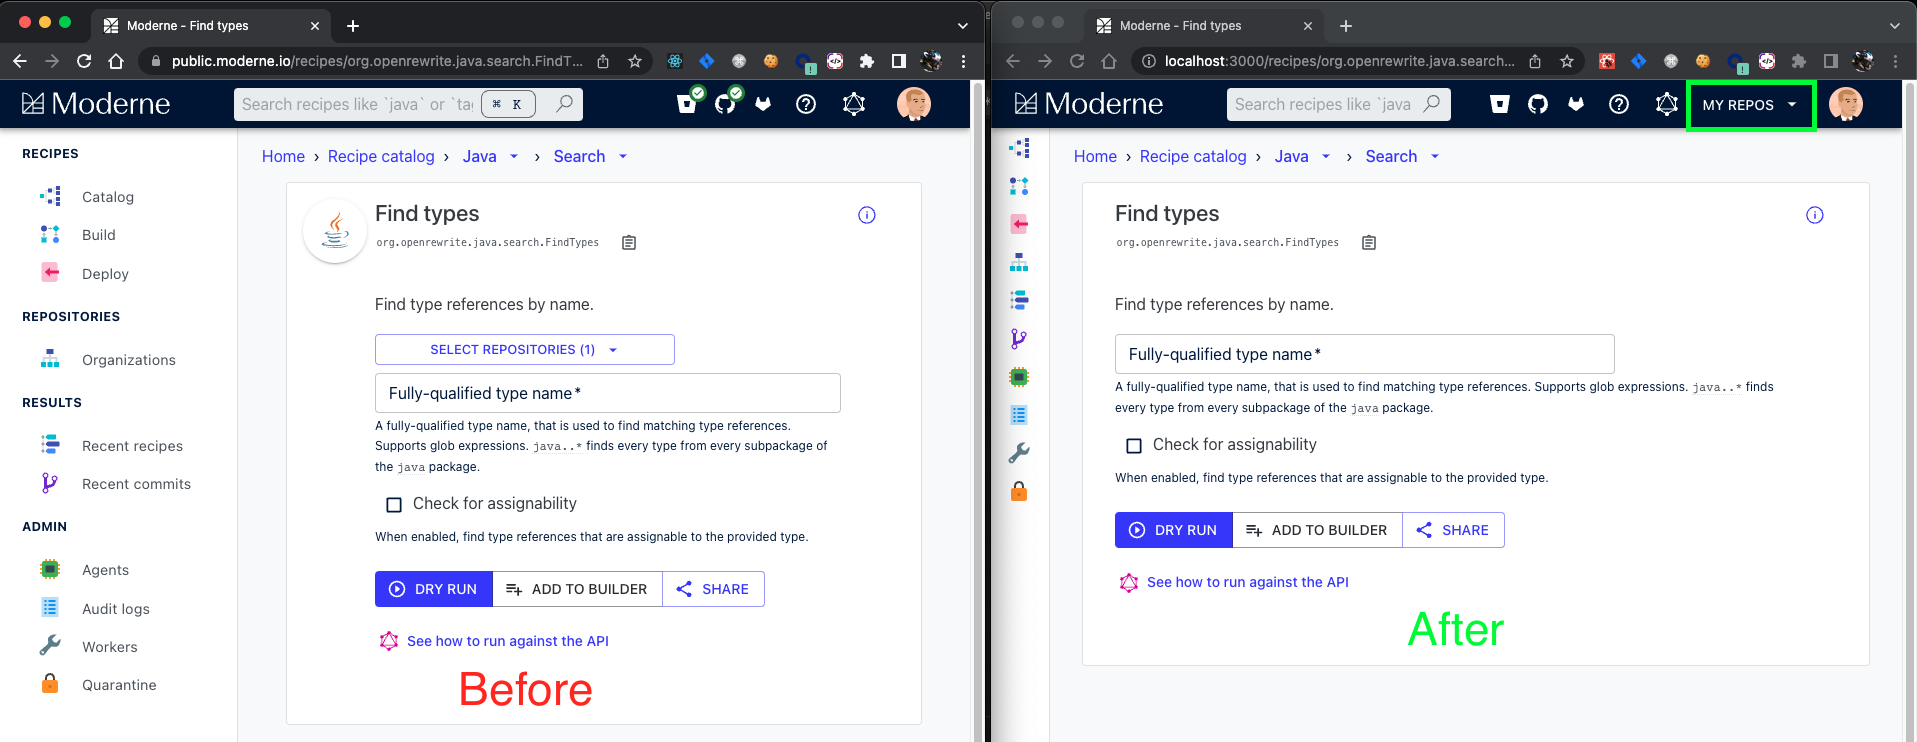 Moderne - Find types
public.moderne.io/recipes/org.openrewrite.java.search.FindT...
Moderne
Search recipes like `java` or `tag
⌘ K
RECIPES
Catalog
Build
Deploy
REPOSITORIES
Organizations
RESULTS
Recent recipes
Recent commits
ADMIN
Agents
Audit logs
Workers
Quarantine
Home › Recipe catalog › Java › Search
Find types
org.openrewrite.java.search.FindTypes
Find type references by name.
SELECT REPOSITORIES (1)
Fully-qualified type name*
A fully-qualified type name, that is used to find matching type references.
Supports glob expressions. java..* finds every type from every subpackage of
the java package.
Check for assignability
When enabled, find type references that are assignable to the provided type.
DRY RUN
ADD TO BUILDER
SHARE
See how to run against the API
Before
Moderne - Find types
localhost:3000/recipes/org.openrewrite.java.search...
Moderne
Search recipes like `java
MY REPOS
Home › Recipe catalog › Java › Search
Find types
org.openrewrite.java.search.FindTypes
Find type references by name.
Fully-qualified type name*
A fully-qualified type name, that is used to find matching type references. Supports glob expressions. java..* finds
every type from every subpackage of the java package.
Check for assignability
When enabled, find type references that are assignable to the provided type.
DRY RUN
ADD TO BUILDER
SHARE
See how to run against the API
After